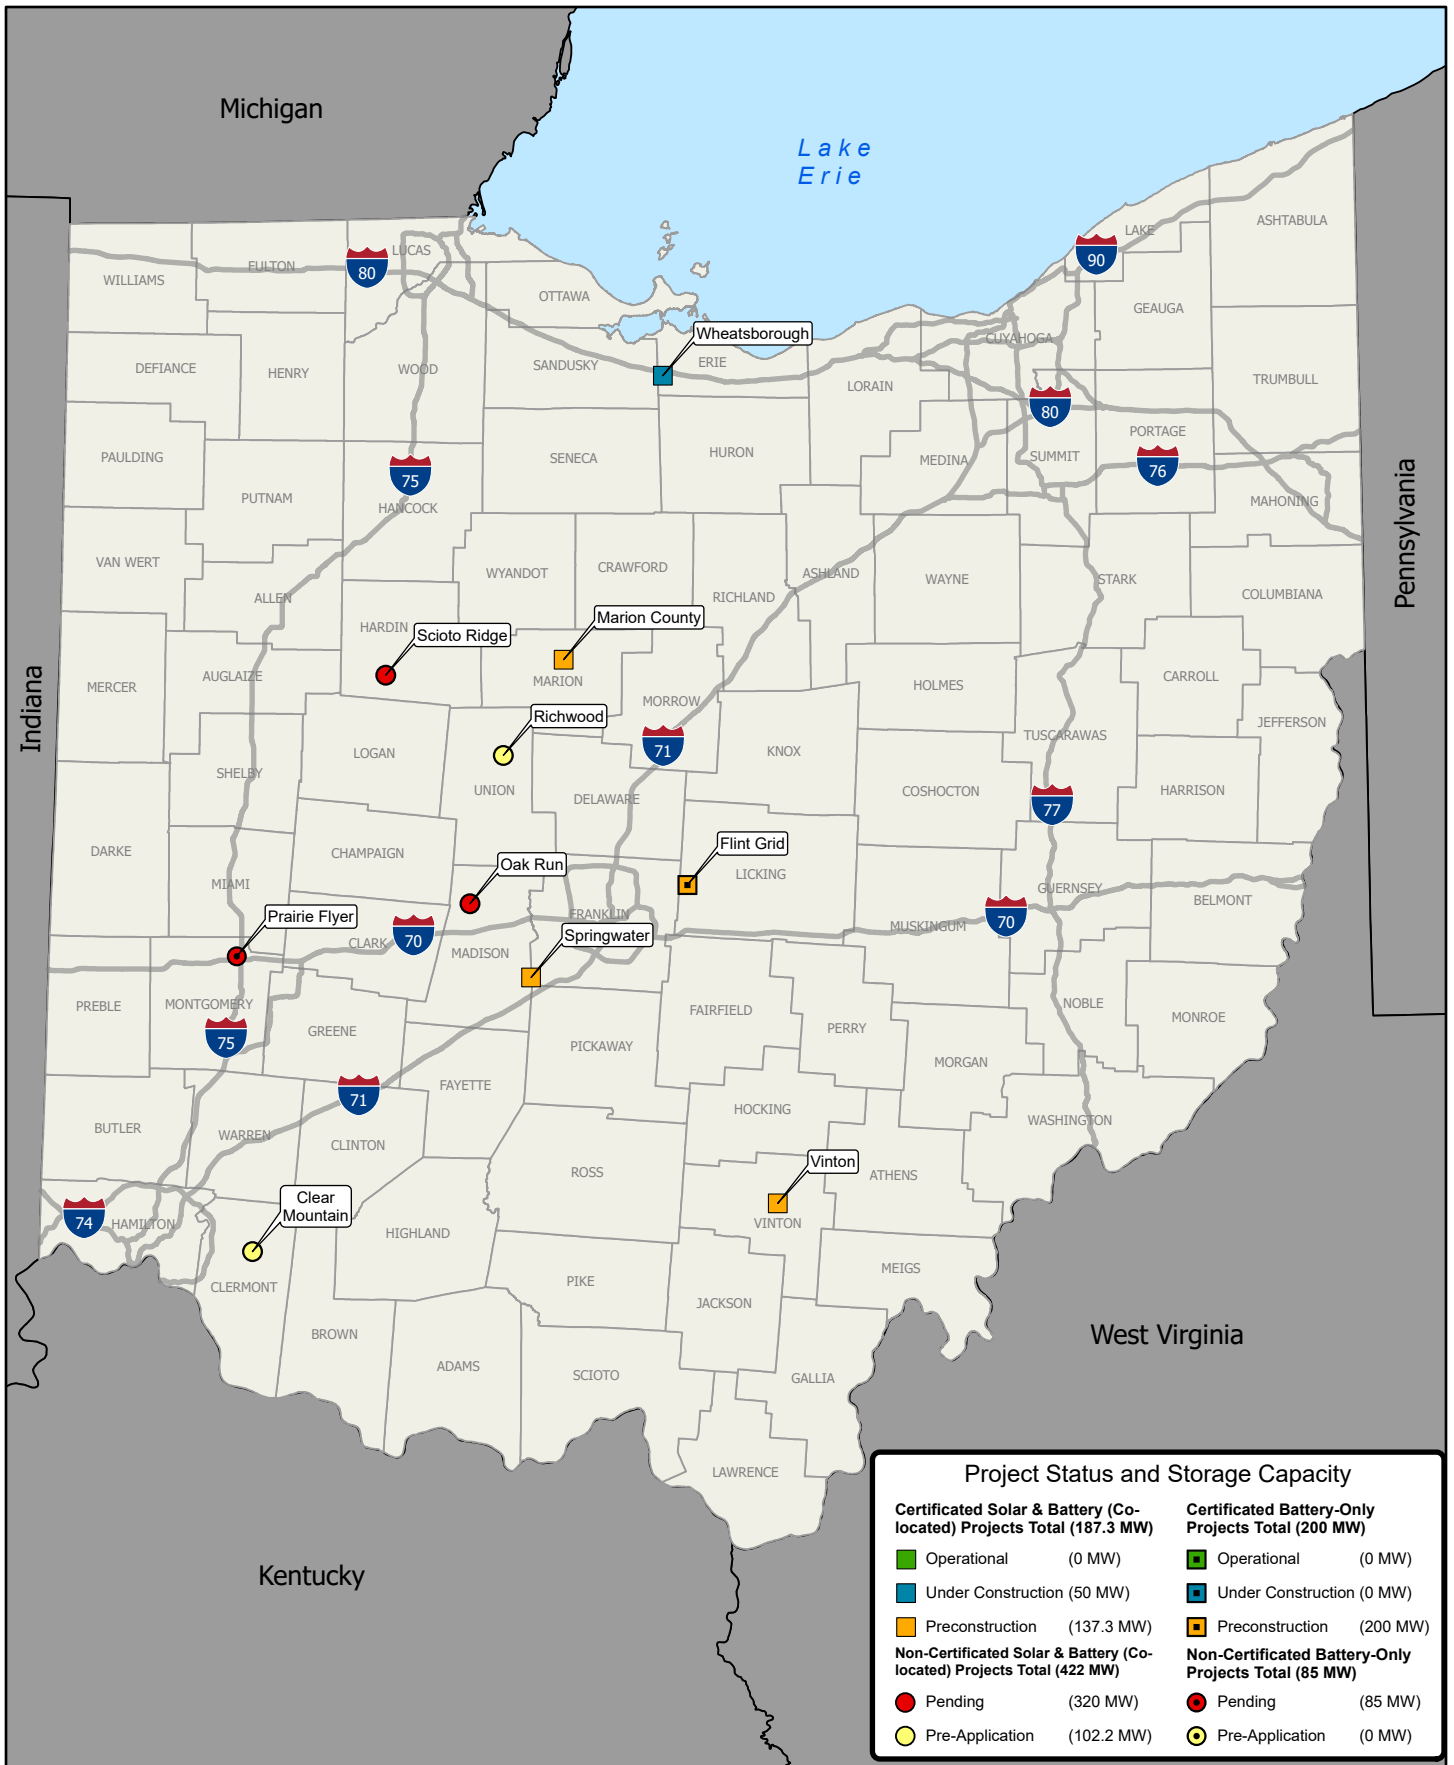 Michigan
Lake
Erie
ASHTABULA
LAKE
90
LUCAS
FULTON
80
WILLIAMS
OTTAWA
GEAUGA
Wheatsborough
CUYAHOGA
ERIE
DEFIANCE
HENRY
WOOD
SANDUSKY
LORAIN
TRUMBULL
80
PORTAGE
PAULDING
SENECA
HURON
MEDINA
SUMMIT
76
75
PUTNAM
HANCOCK
MAHONING
Pennsylvania
VAN WERT
WYANDOT
CRAWFORD
ASHLAND
WAYNE
STARK
ALLEN
RICHLAND
COLUMBIANA
HARDIN
Scioto Ridge
Marion County
AUGLAIZE
MERCER
MARION
MORROW
HOLMES
CARROLL
Indiana
Richwood
JEFFERSON
LOGAN
71
KNOX
TUSCARAWAS
SHELBY
UNION
DELAWARE
COSHOCTON
77
HARRISON
DARKE
CHAMPAIGN
Oak Run
Flint Grid
LICKING
MIAMI
GUERNSEY
BELMONT
Prairie Flyer
FRANKLIN
70
MUSKINGUM
70
CLARK
Springwater
MADISON
PREBLE
MONTGOMERY
75
GREENE
FAIRFIELD
PERRY
NOBLE
MONROE
PICKAWAY
MORGAN
71
FAYETTE
BUTLER
WARREN
CLINTON
HOCKING
WASHINGTON
ROSS
Vinton
ATHENS
74
HAMILTON
Clear
Mountain
HIGHLAND
VINTON
CLERMONT
PIKE
MEIGS
JACKSON
BROWN
ADAMS
SCIOTO
GALLIA
West Virginia
LAWRENCE
Kentucky
Project Status and Storage Capacity
Certificated Solar & Battery (Co-
located) Projects Total (187.3 MW)
Operational (0 MW)
Under Construction (50 MW)
Preconstruction (137.3 MW)
Non-Certificated Solar & Battery (Co-
located) Projects Total (422 MW)
Pending (320 MW)
Pre-Application (102.2 MW)
Certificated Battery-Only
Projects Total (200 MW)
Operational (0 MW)
Under Construction (0 MW)
Preconstruction (200 MW)
Non-Certificated Battery-Only
Projects Total (85 MW)
Pending (85 MW)
Pre-Application (0 MW)